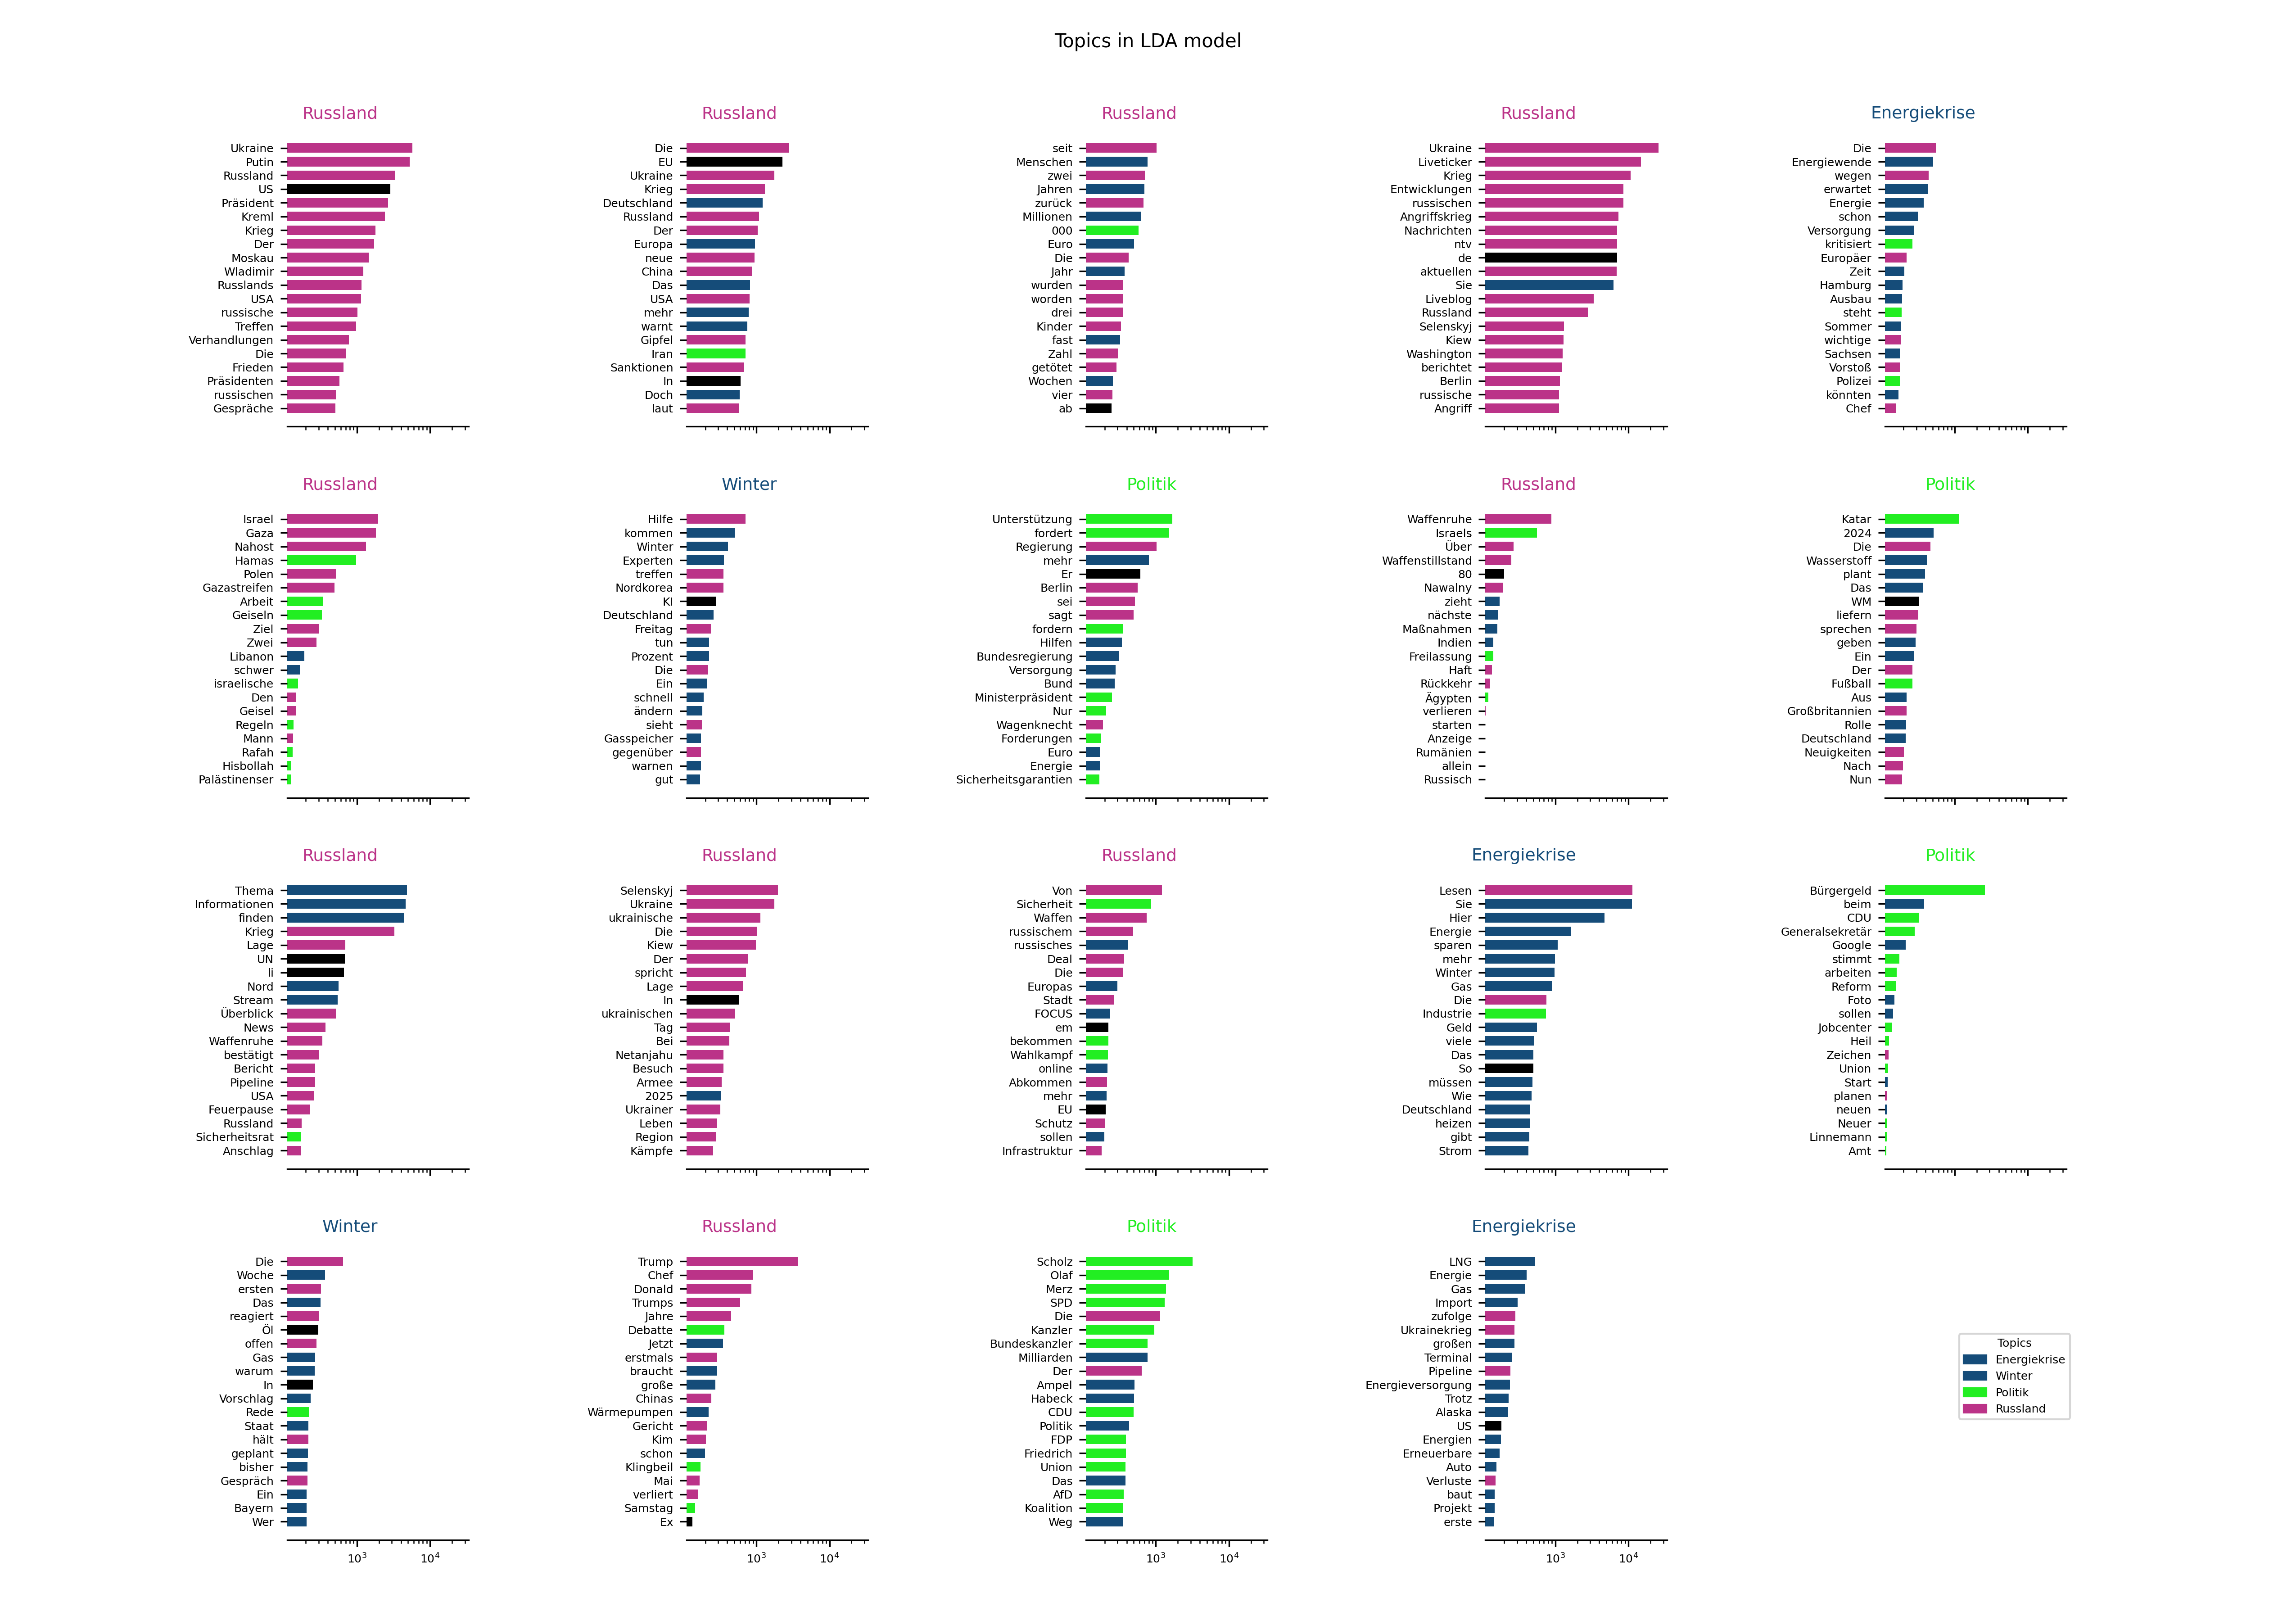 Topics in LDA model
Russland
Ukraine
Putin
Russland
US
Präsident
Kreml
Krieg
Der
Moskau
Wladimir
Russlands
USA
russische
Treffen
Verhandlungen
Die
Frieden
Präsidenten
russischen
Gespräche
Russland
Die
EU
Ukraine
Krieg
Deutschland
Russland
Der
Europa
neue
China
Das
USA
mehr
warnt
Gipfel
Iran
Sanktionen
In
Doch
laut
Russland
seit
Menschen
zwei
Jahren
zurück
Millionen
000
Euro
Die
Jahr
wurden
worden
drei
Kinder
fast
Zahl
getötet
Wochen
vier
ab
Russland
Ukraine
Liveticker
Krieg
Entwicklungen
russischen
Angriffskrieg
Nachrichten
ntv
de
aktuellen
Sie
Liveblog
Russland
Selenskyj
Kiew
Washington
berichtet
Berlin
russische
Angriff
Energiekrise
Die
Energiewende
wegen
erwartet
Energie
schon
Versorgung
kritisiert
Europäer
Zeit
Hamburg
Ausbau
steht
Sommer
wichtige
Sachsen
Vorstoß
Polizei
könnten
Chef
Russland
Israel
Gaza
Nahost
Hamas
Polen
Gazastreifen
Arbeit
Geiseln
Ziel
Zwei
Libanon
schwer
israelische
Den
Geisel
Regeln
Mann
Rafah
Hisbollah
Palästinenser
Winter
Hilfe
kommen
Winter
Experten
treffen
Nordkorea
KI
Deutschland
Freitag
tun
Prozent
Die
Ein
schnell
ändern
sieht
Gasspeicher
gegenüber
warnen
gut
Politik
Unterstützung
fordert
Regierung
mehr
Er
Berlin
sei
sagt
fordern
Hilfen
Bundesregierung
Versorgung
Bund
Ministerpräsident
Nur
Wagenknecht
Forderungen
Euro
Energie
Sicherheitsgarantien
Russland
Waffenruhe
Israels
Über
Waffenstillstand
80
Nawalny
zieht
nächste
Maßnahmen
Indien
Freilassung
Haft
Rückkehr
Ägypten
verlieren
starten
Anzeige
Rumänien
allein
Russisch
Politik
Katar
2024
Die
Wasserstoff
plant
Das
WM
liefern
sprechen
geben
Ein
Der
Fußball
Aus
Großbritannien
Rolle
Deutschland
Neuigkeiten
Nach
Nun
Russland
Thema
Informationen
finden
Krieg
Lage
UN
li
Nord
Stream
Überblick
News
Waffenruhe
bestätigt
Bericht
Pipeline
USA
Feuerpause
Russland
Sicherheitsrat
Anschlag
Russland
Selenskyj
Ukraine
ukrainische
Die
Kiew
Der
spricht
Lage
In
ukrainischen
Tag
Bei
Netanjahu
Besuch
Armee
2025
Ukrainer
Leben
Region
Kämpfe
Russland
Von
Sicherheit
Waffen
russischem
russisches
Deal
Die
Europas
Stadt
FOCUS
em
bekommen
Wahlkampf
online
Abkommen
mehr
EU
Schutz
sollen
Infrastruktur
Energiekrise
Lesen
Sie
Hier
Energie
sparen
mehr
Winter
Gas
Die
Industrie
Geld
viele
Das
So
müssen
Wie
Deutschland
heizen
gibt
Strom
Politik
Bürgergeld
beim
CDU
Generalsekretär
Google
stimmt
arbeiten
Reform
Foto
sollen
Jobcenter
Heil
Zeichen
Union
Start
planen
neuen
Neuer
Linnemann
Amt
Winter
Die
Woche
ersten
Das
reagiert
Öl
offen
Gas
warum
In
Vorschlag
Rede
Staat
hält
geplant
bisher
Gespräch
Ein
Bayern
Wer
10³ 10⁴
Russland
Trump
Chef
Donald
Trumps
Jahre
Debatte
Jetzt
erstmals
braucht
große
Chinas
Wärmepumpen
Gericht
Kim
schon
Klingbeil
Mai
verliert
Samstag
Ex
10³ 10⁴
Politik
Scholz
Olaf
Merz
SPD
Die
Kanzler
Bundeskanzler
Milliarden
Der
Ampel
Habeck
CDU
Politik
FDP
Friedrich
Union
Das
AfD
Koalition
Weg
10³ 10⁴
Energiekrise
LNG
Energie
Gas
Import
zufolge
Ukrainekrieg
großen
Terminal
Pipeline
Energieversorgung
Trotz
Alaska
US
Energien
Erneuerbare
Auto
Verluste
baut
Projekt
erste
10³ 10⁴
Topics
Energiekrise
Winter
Politik
Russland